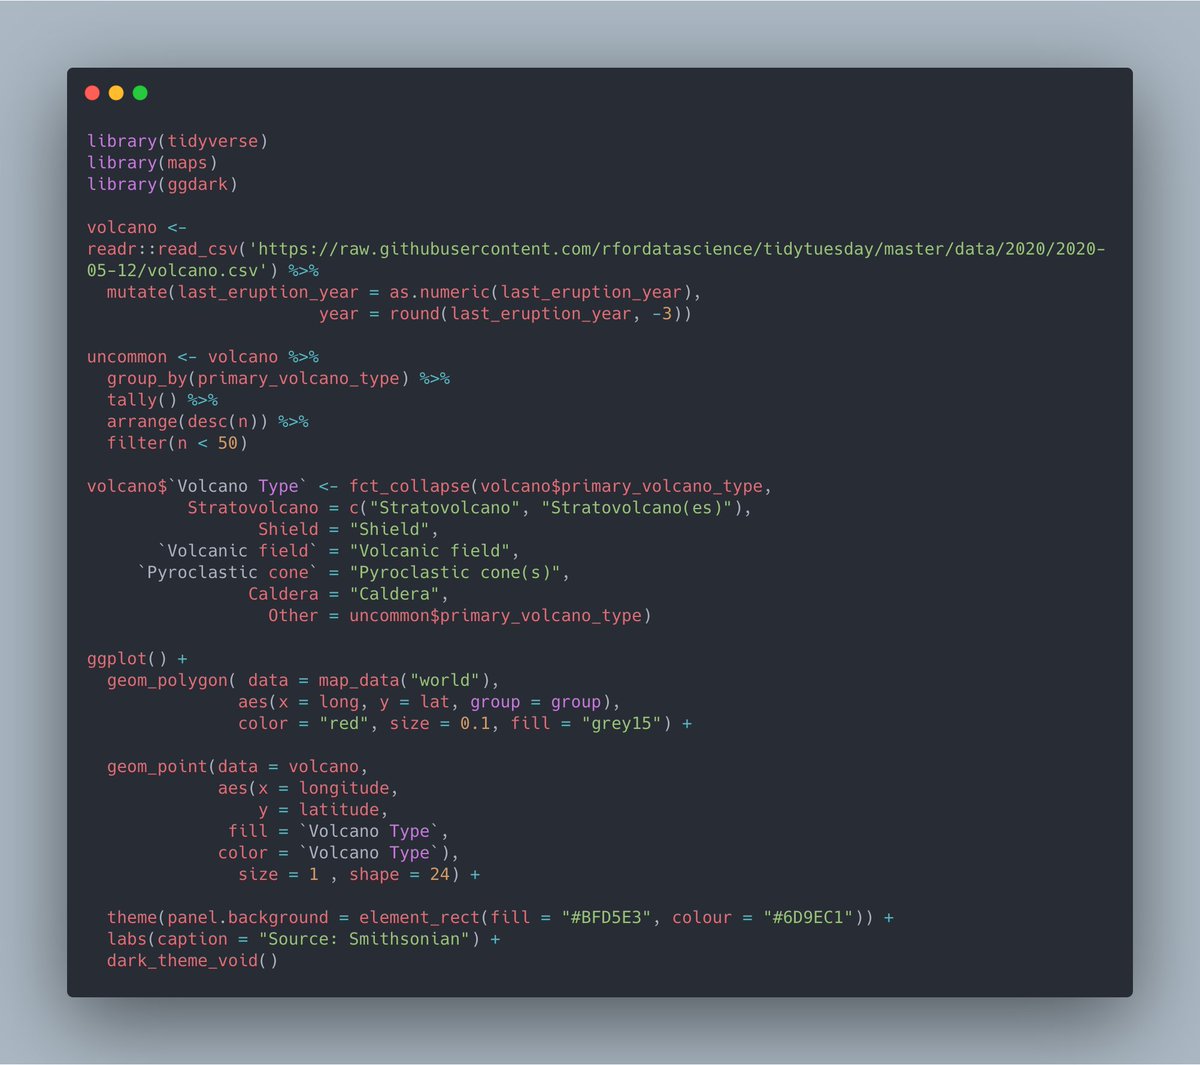 library(tidyverse)
library(maps)
library(ggdark)
volcano <-
readr::read_csv('https://raw.githubusercontent.com/rfordatascience/tidytuesday/master/data/2020/2020-
05-12/volcano.csv') %>%
  mutate(last_eruption_year = as.numeric(last_eruption_year),
                       year = round(last_eruption_year, -3))
uncommon <- volcano %>%
  group_by(primary_volcano_type) %>%
  tally() %>%
  arrange(desc(n)) %>%
  filter(n < 50)
volcano$`Volcano Type` <- fct_collapse(volcano$primary_volcano_type,
          Stratovolcano = c("Stratovolcano", "Stratovolcano(es)"),
                 Shield = "Shield",
       `Volcanic field` = "Volcanic field",
     `Pyroclastic cone` = "Pyroclastic cone(s)",
                Caldera = "Caldera",
                  Other = uncommon$primary_volcano_type)
ggplot() +
  geom_polygon( data = map_data("world"),
               aes(x = long, y = lat, group = group),
               color = "red", size = 0.1, fill = "grey15") +
  geom_point(data = volcano,
             aes(x = longitude,
                 y = latitude,
              fill = `Volcano Type`,
             color = `Volcano Type`),
               size = 1 , shape = 24) +
  theme(panel.background = element_rect(fill = "#BFD5E3", colour = "#6D9EC1")) +
  labs(caption = "Source: Smithsonian") +
  dark_theme_void()